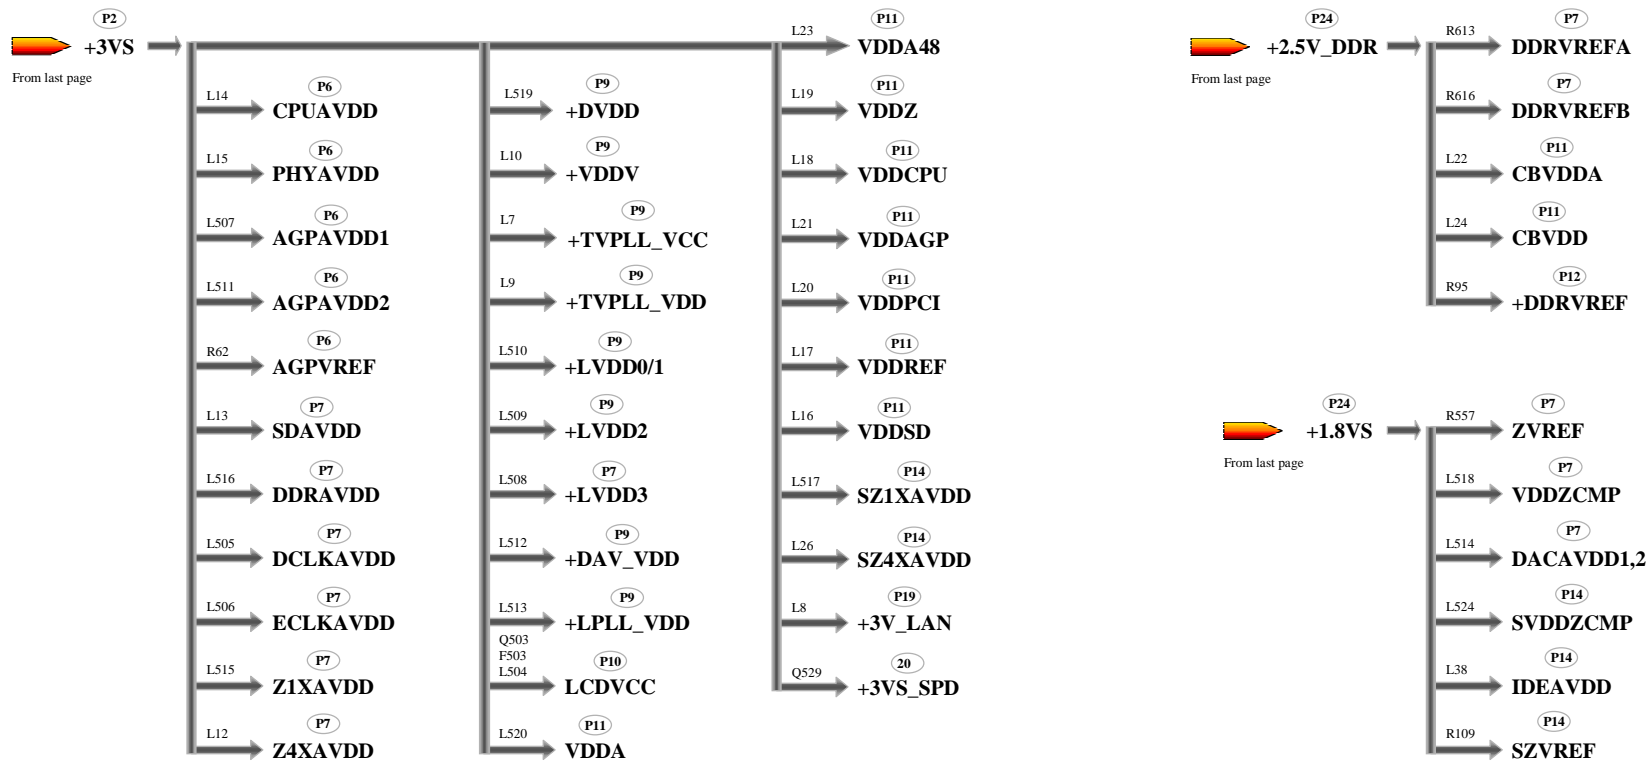 P2
+3VS
From last page
L14
P6
CPUAVDD
L15
P6
PHYAVDD
L507
P6
AGPAVDD1
L511
P6
AGPAVDD2
R62
P6
AGPVREF
L13
P7
SDAVDD
L516
P7
DDRAVDD
L505
P7
DCLKAVDD
L506
P7
ECLKAVDD
L515
P7
Z1XAVDD
L12
P7
Z4XAVDD
L519
P9
+DVDD
L10
P9
+VDDV
L7
P9
+TVPLL_VCC
L9
P9
+TVPLL_VDD
L510
P9
+LVDD0/1
L509
P9
+LVDD2
L508
P7
+LVDD3
L512
P9
+DAV_VDD
L513
P9
+LPLL_VDD
Q503
F503
L504
P10
LCDVCC
L520
P11
VDDA
L23
P11
VDDA48
L19
P11
VDDZ
L18
P11
VDDCPU
L21
P11
VDDAGP
L20
P11
VDDPCI
L17
P11
VDDREF
L16
P11
VDDSD
L517
P14
SZ1XAVDD
L26
P14
SZ4XAVDD
L8
P19
+3V_LAN
Q529
20
+3VS_SPD
P24
+2.5V_DDR
From last page
R613
P7
DDRVREFA
R616
P7
DDRVREFB
L22
P11
CBVDDA
L24
P11
CBVDD
R95
P12
+DDRVREF
P24
+1.8VS
From last page
R557
P7
ZVREF
L518
P7
VDDZCMP
L514
P7
DACAVDD1,2
L524
P14
SVDDZCMP
L38
P14
IDEAVDD
R109
P14
SZVREF